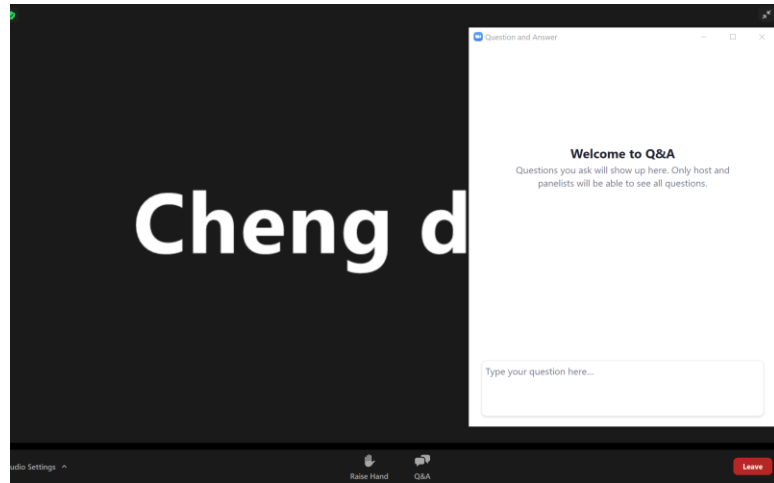 Question and Answer
Welcome to Q&A
Questions you ask will show up here. Only host and
panelists will be able to see all questions.
Cheng d
Type your question here...
udio Settings
Raise Hand
Q&A
Leave